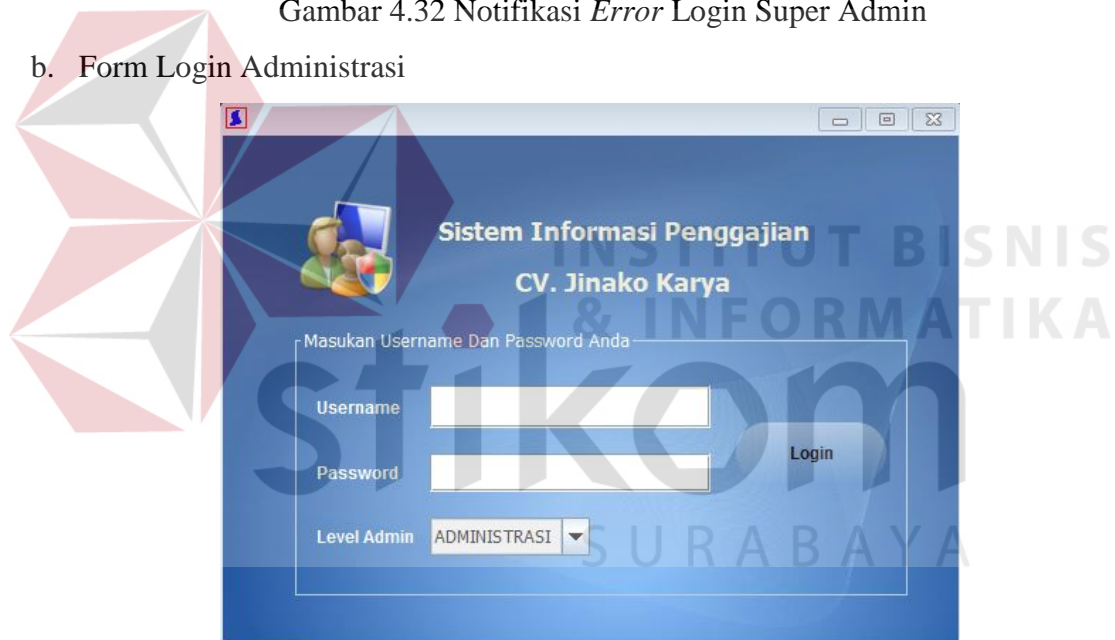 Gambar 4.32 Notifikasi Error Login Super Admin
b. Form Login Administrasi
Sistem Informasi Penggajian
CV. Jinako Karya
Masukan Username Dan Password Anda
Username
Password
Login
Level Admin ADMINISTRASI
INSTITUT BISNIS
& INFORMATIKA
stikom
SURABAYA